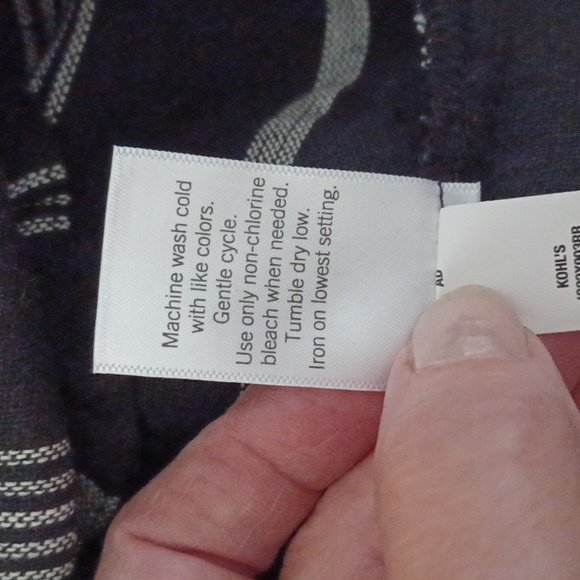 Machine wash cold
with like colors.
Gentle cycle.
Use only non-chlorine
bleach when needed.
Tumble dry low.
Iron on lowest setting.
KOHL'S